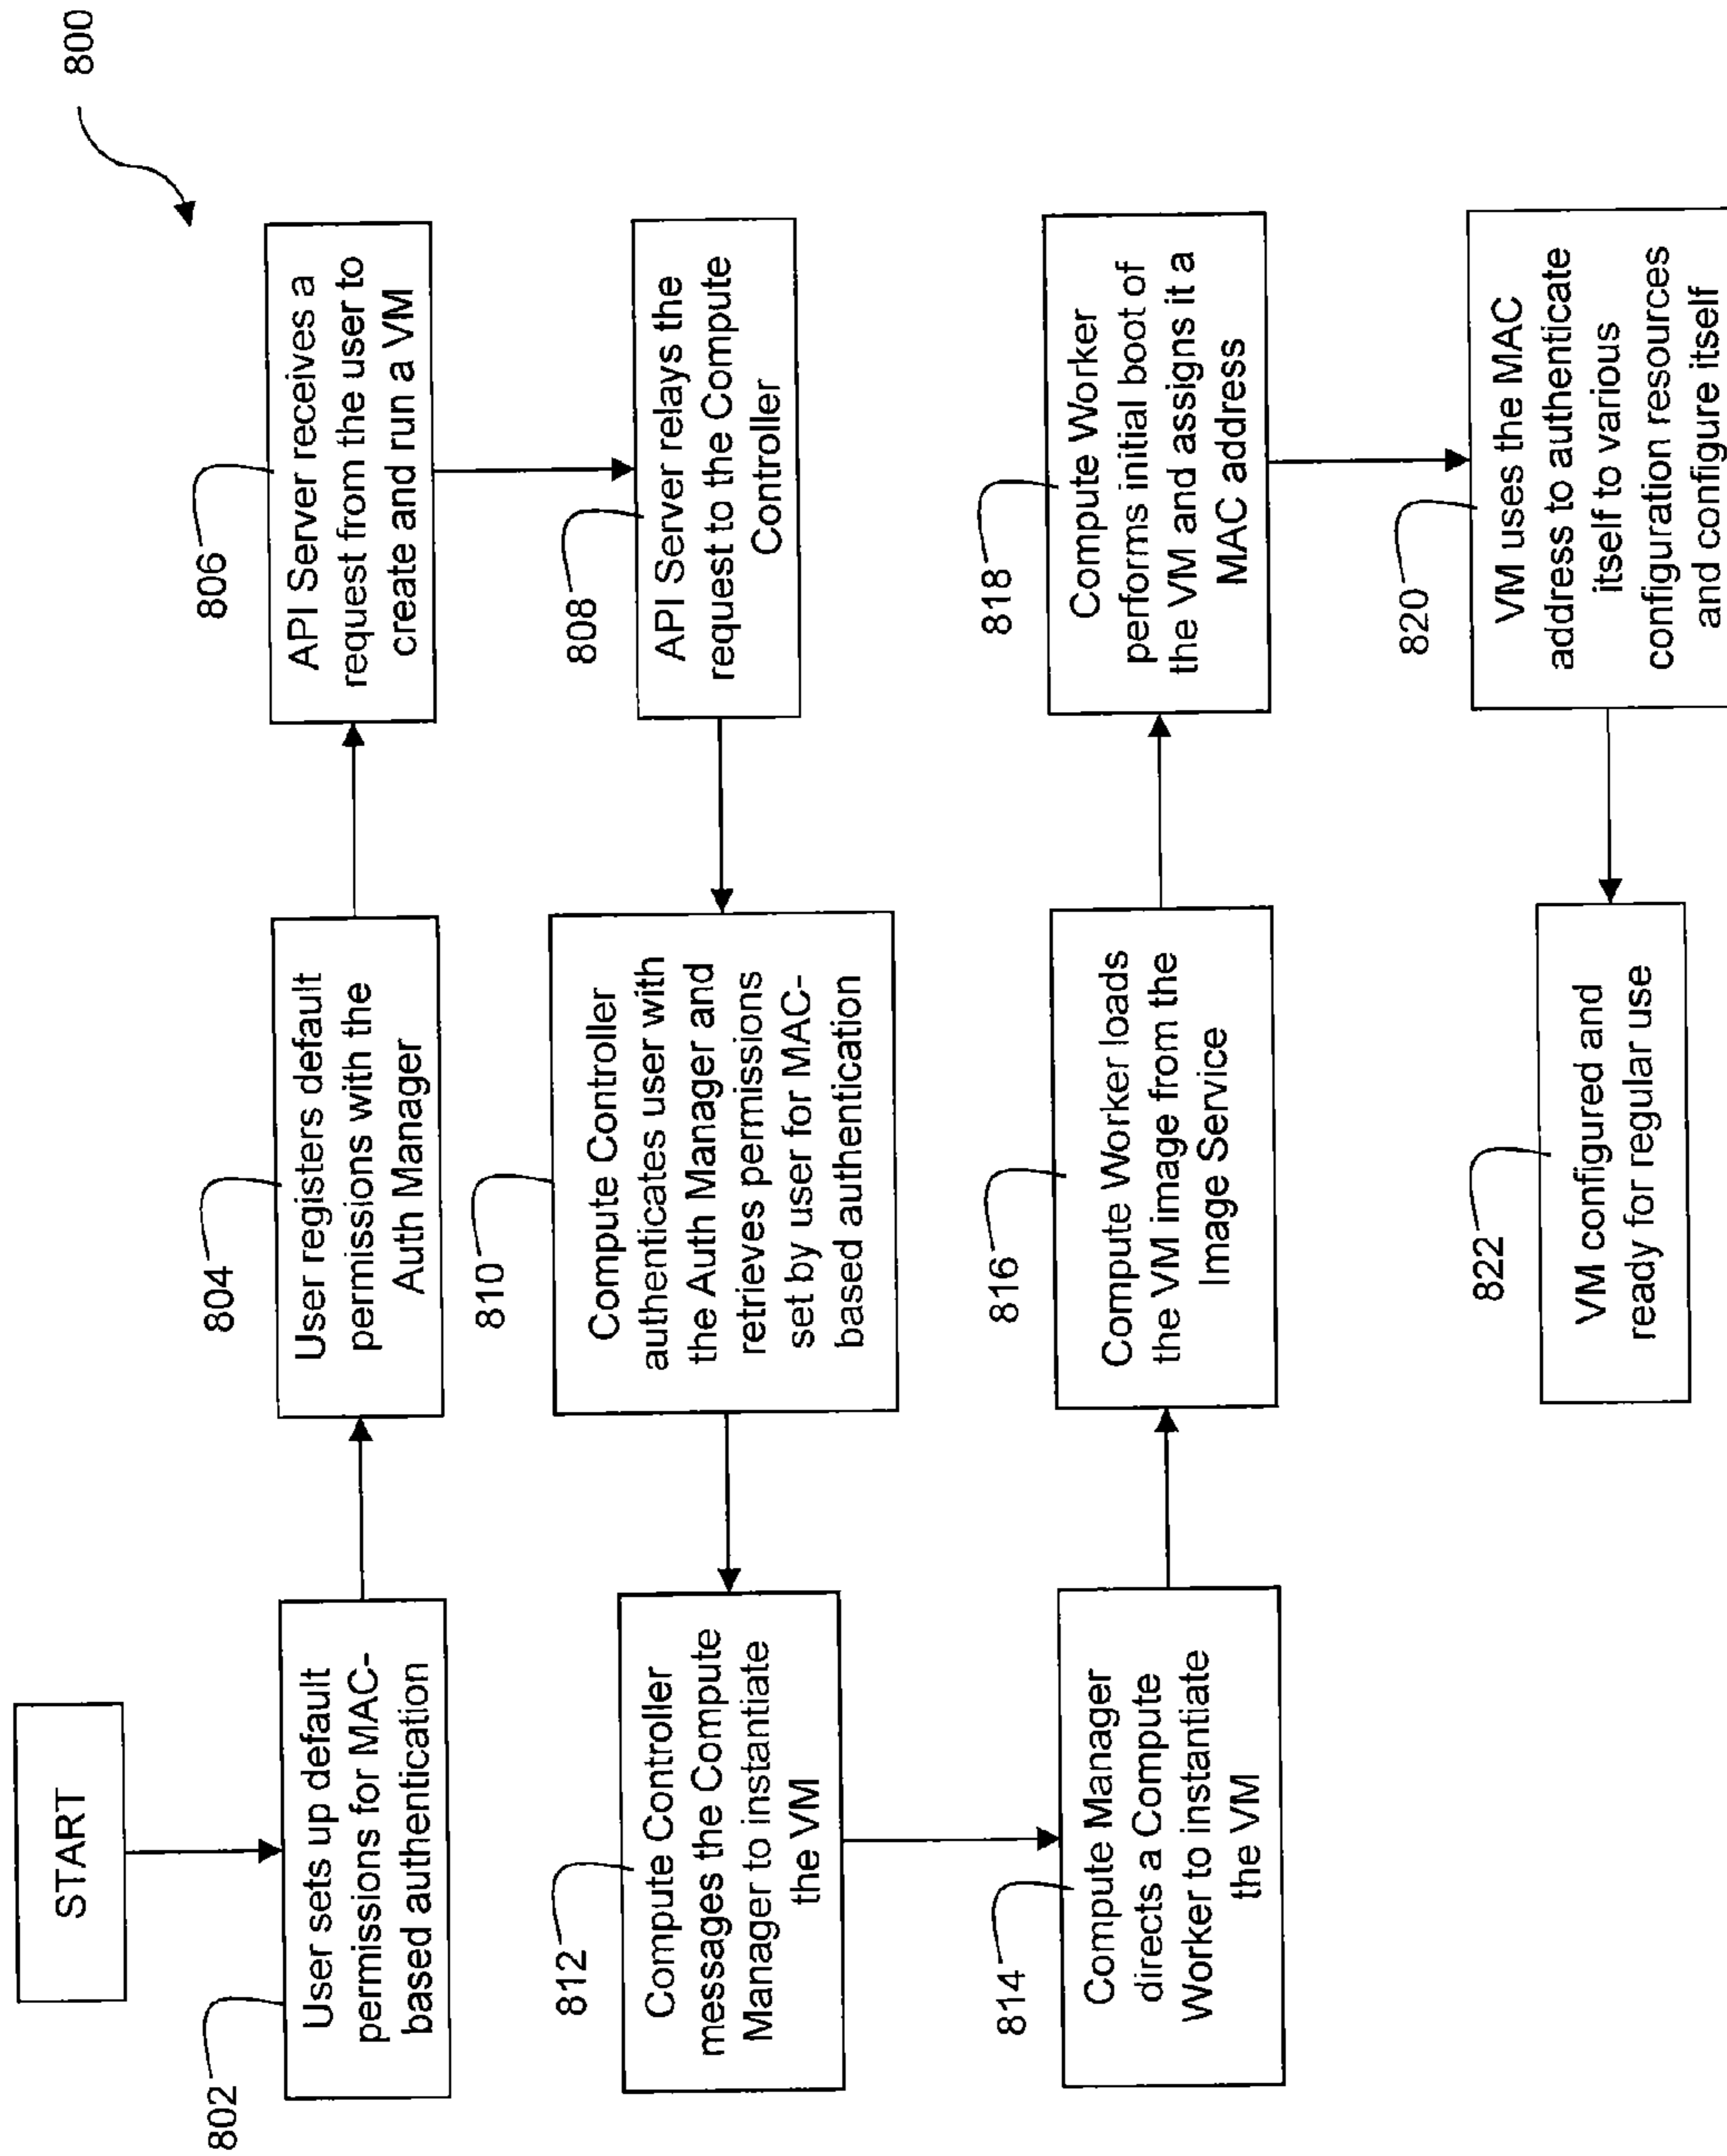 800
START
802
User sets up default
permissions for MAC-
based authentication
804
User registers default
permissions with the
Auth Manager
806
API Server receives a
request from the user to
create and run a VM
808
API Server relays the
request to the Compute
Controller
810
Compute Controller
authenticates user with
the Auth Manager and
retrieves permissions
set by user for MAC-
based authentication
812
Compute Controller
messages the Compute
Manager to instantiate
the VM
814
Compute Manager
directs a Compute
Worker to instantiate
the VM
816
Compute Worker loads
the VM image from the
Image Service
818
Compute Worker
performs initial boot of
the VM and assigns it a
MAC address
820
VM uses the MAC
address to authenticate
itself to various
configuration resources
and configure itself
822
VM configured and
ready for regular use